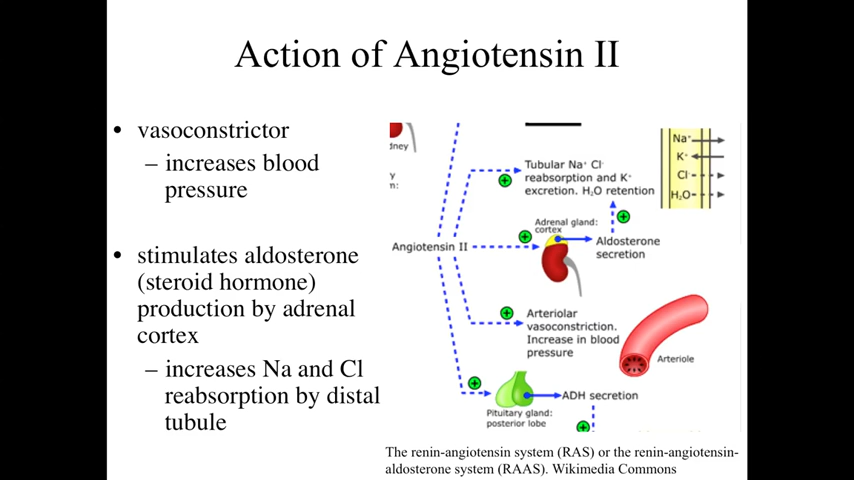 Action of Angiotensin II
• vasoconstrictor
– increases blood
pressure
• stimulates aldosterone
(steroid hormone)
production by adrenal
cortex
– increases Na and Cl
reabsorption by distal
tubule
dney
y
n:
Tubular Na⁺ Cl⁻
reabsorption and K⁺
excretion. H₂O retention
Na⁺
K⁺
Cl⁻
H₂O
Adrenal gland:
cortex
Angiotensin II
Aldosterone
secretion
Arteriolar
vasoconstriction.
Increase in blood
pressure
Arteriole
ADH secretion
Pituitary gland:
posterior lobe
The renin-angiotensin system (RAS) or the renin-angiotensin-
aldosterone system (RAAS). Wikimedia Commons